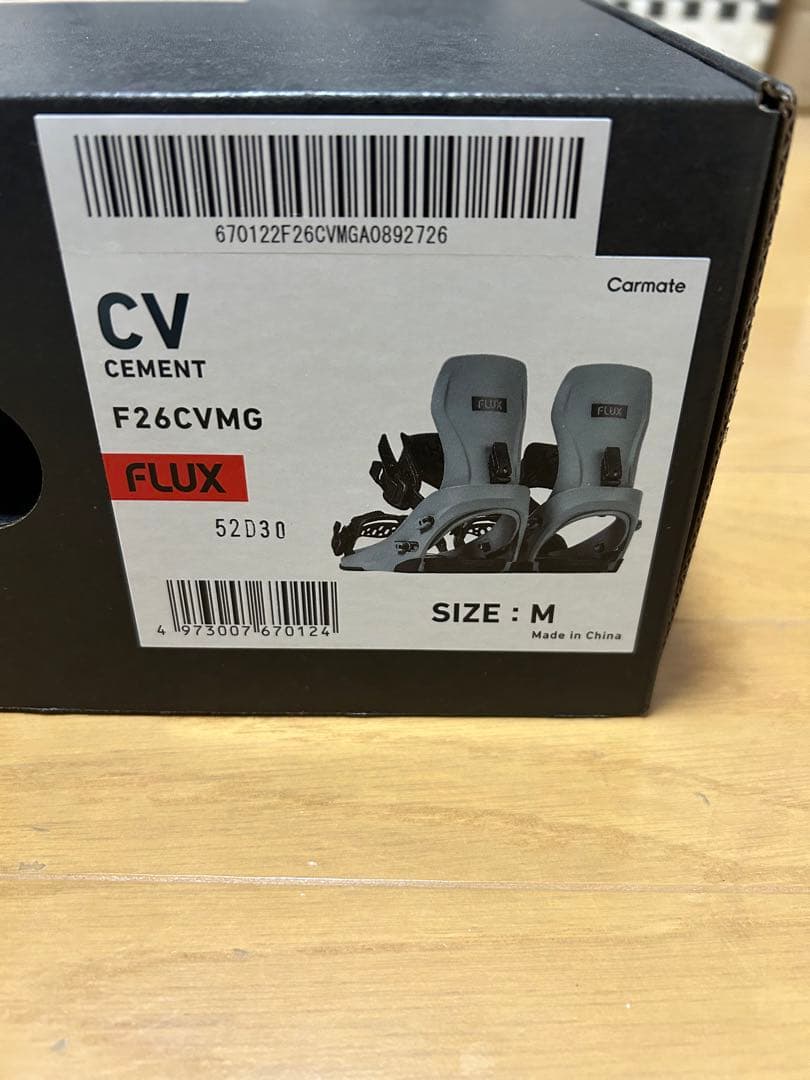 670122F26CVMGA0892726
Carmate
CV
CEMENT
F26CVMG
FLUX
FLUX
FLUX
52D30
4 973007 670124
SIZE : M
Made in China